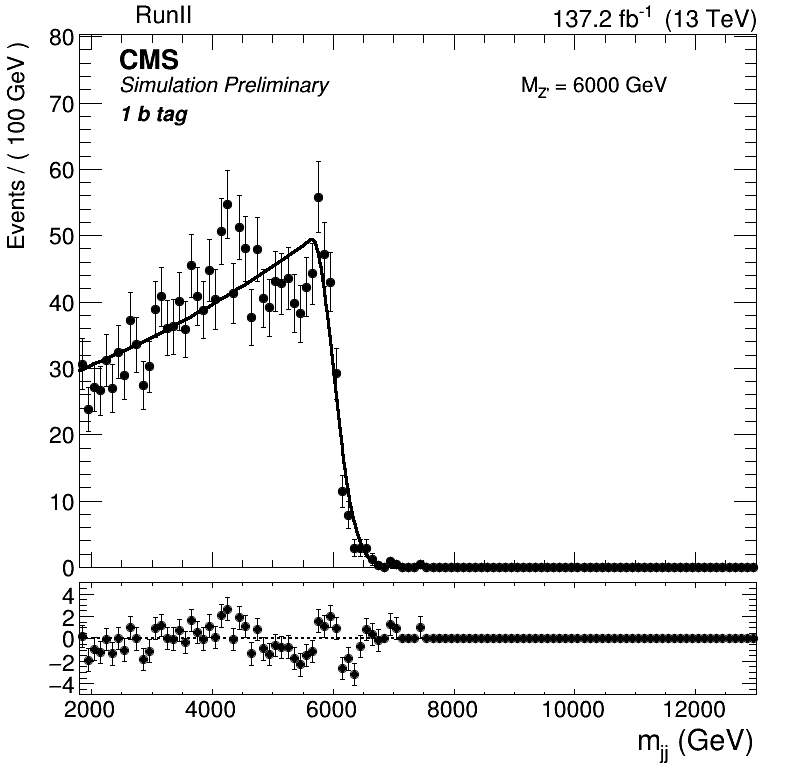 RunII 137.2 fb⁻¹ (13 TeV)
CMS
Simulation Preliminary
M_Z' = 6000 GeV
1 b tag
Events / ( 100 GeV )
80
70
60
50
40
30
20
10
0
4
2
0
−2
−4
2000 4000 6000 8000 10000 12000
m_jj (GeV)